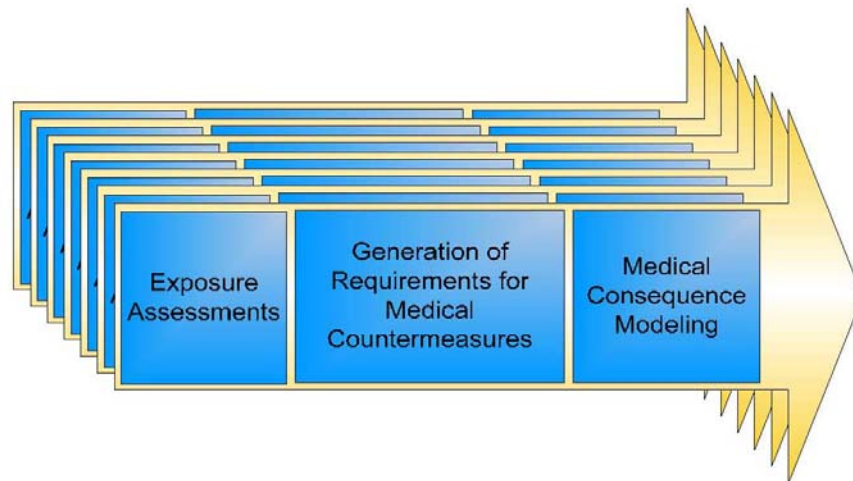 Exposure
Assessments
Generation of
Requirements for
Medical
Countermeasures
Medical
Consequence
Modeling